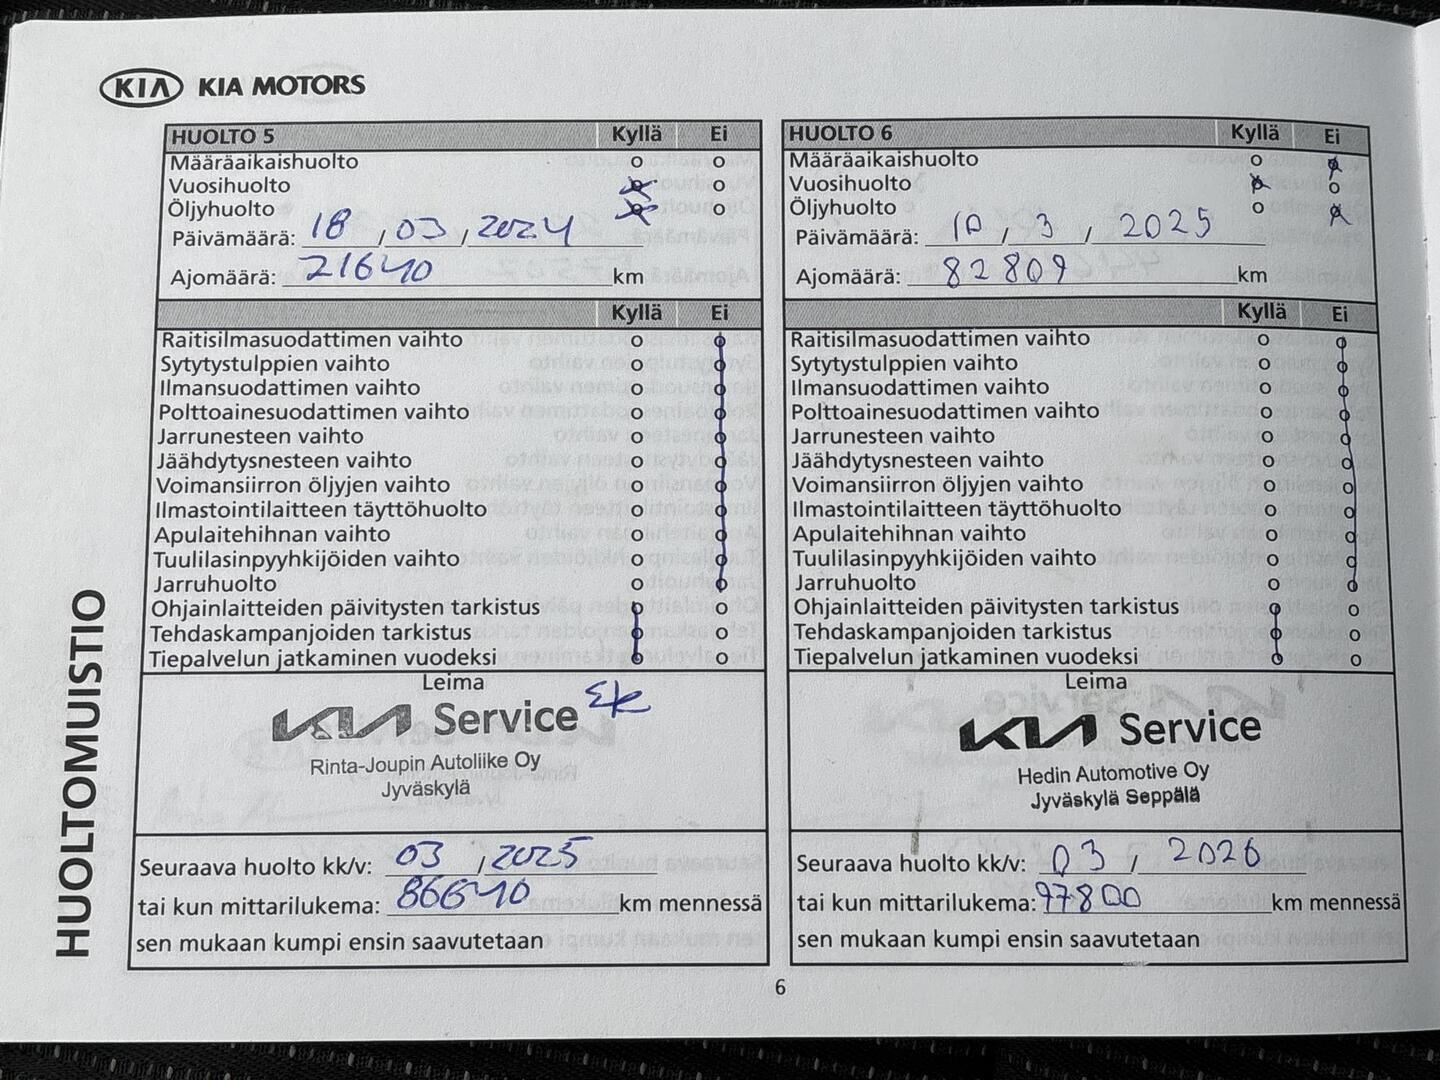 KIA KIA MOTORS
HUOLTO 5 Kyllä Ei
Määräaikaishuolto o o
Vuosihuolto o o
Öljyhuolto o o
Päivämäärä: 18 / 03 / 2024
Ajomäärä: 21640 km
Kyllä Ei
Raitisilmasuodattimen vaihto o o
Sytytystulppien vaihto o o
Ilmansuodattimen vaihto o o
Polttoainesuodattimen vaihto o o
Jarrunesteen vaihto o o
Jäähdytysnesteen vaihto o o
Voimansiirron öljyjen vaihto o o
Ilmastointilaitteen täyttöhuolto o o
Apulaitehihnan vaihto o o
Tuulilasinpyyhkijöiden vaihto o o
Jarruhuolto o o
Ohjainlaitteiden päivitysten tarkistus o o
Tehdaskampanjoiden tarkistus o o
Tiepalvelun jatkaminen vuodeksi o o
Leima
KIA Service
Rinta-Joupin Autoliike Oy
Jyväskylä
Seuraava huolto kk/v: 03 / 2025
tai kun mittarilukema: 86640 km mennessä
sen mukaan kumpi ensin saavutetaan
HUOLTO 6 Kyllä Ei
Määräaikaishuolto o o
Vuosihuolto o o
Öljyhuolto o o
Päivämäärä: 10 / 3 / 2025
Ajomäärä: 82809 km
Kyllä Ei
Raitisilmasuodattimen vaihto o o
Sytytystulppien vaihto o o
Ilmansuodattimen vaihto o o
Polttoainesuodattimen vaihto o o
Jarrunesteen vaihto o o
Jäähdytysnesteen vaihto o o
Voimansiirron öljyjen vaihto o o
Ilmastointilaitteen täyttöhuolto o o
Apulaitehihnan vaihto o o
Tuulilasinpyyhkijöiden vaihto o o
Jarruhuolto o o
Ohjainlaitteiden päivitysten tarkistus o o
Tehdaskampanjoiden tarkistus o o
Tiepalvelun jatkaminen vuodeksi o o
Leima
KIA Service
Hedin Automotive Oy
Jyväskylä Seppälä
Seuraava huolto kk/v: 03 / 2026
tai kun mittarilukema: 97800 km mennessä
sen mukaan kumpi ensin saavutetaan
HUOLTOMUISTIO
6